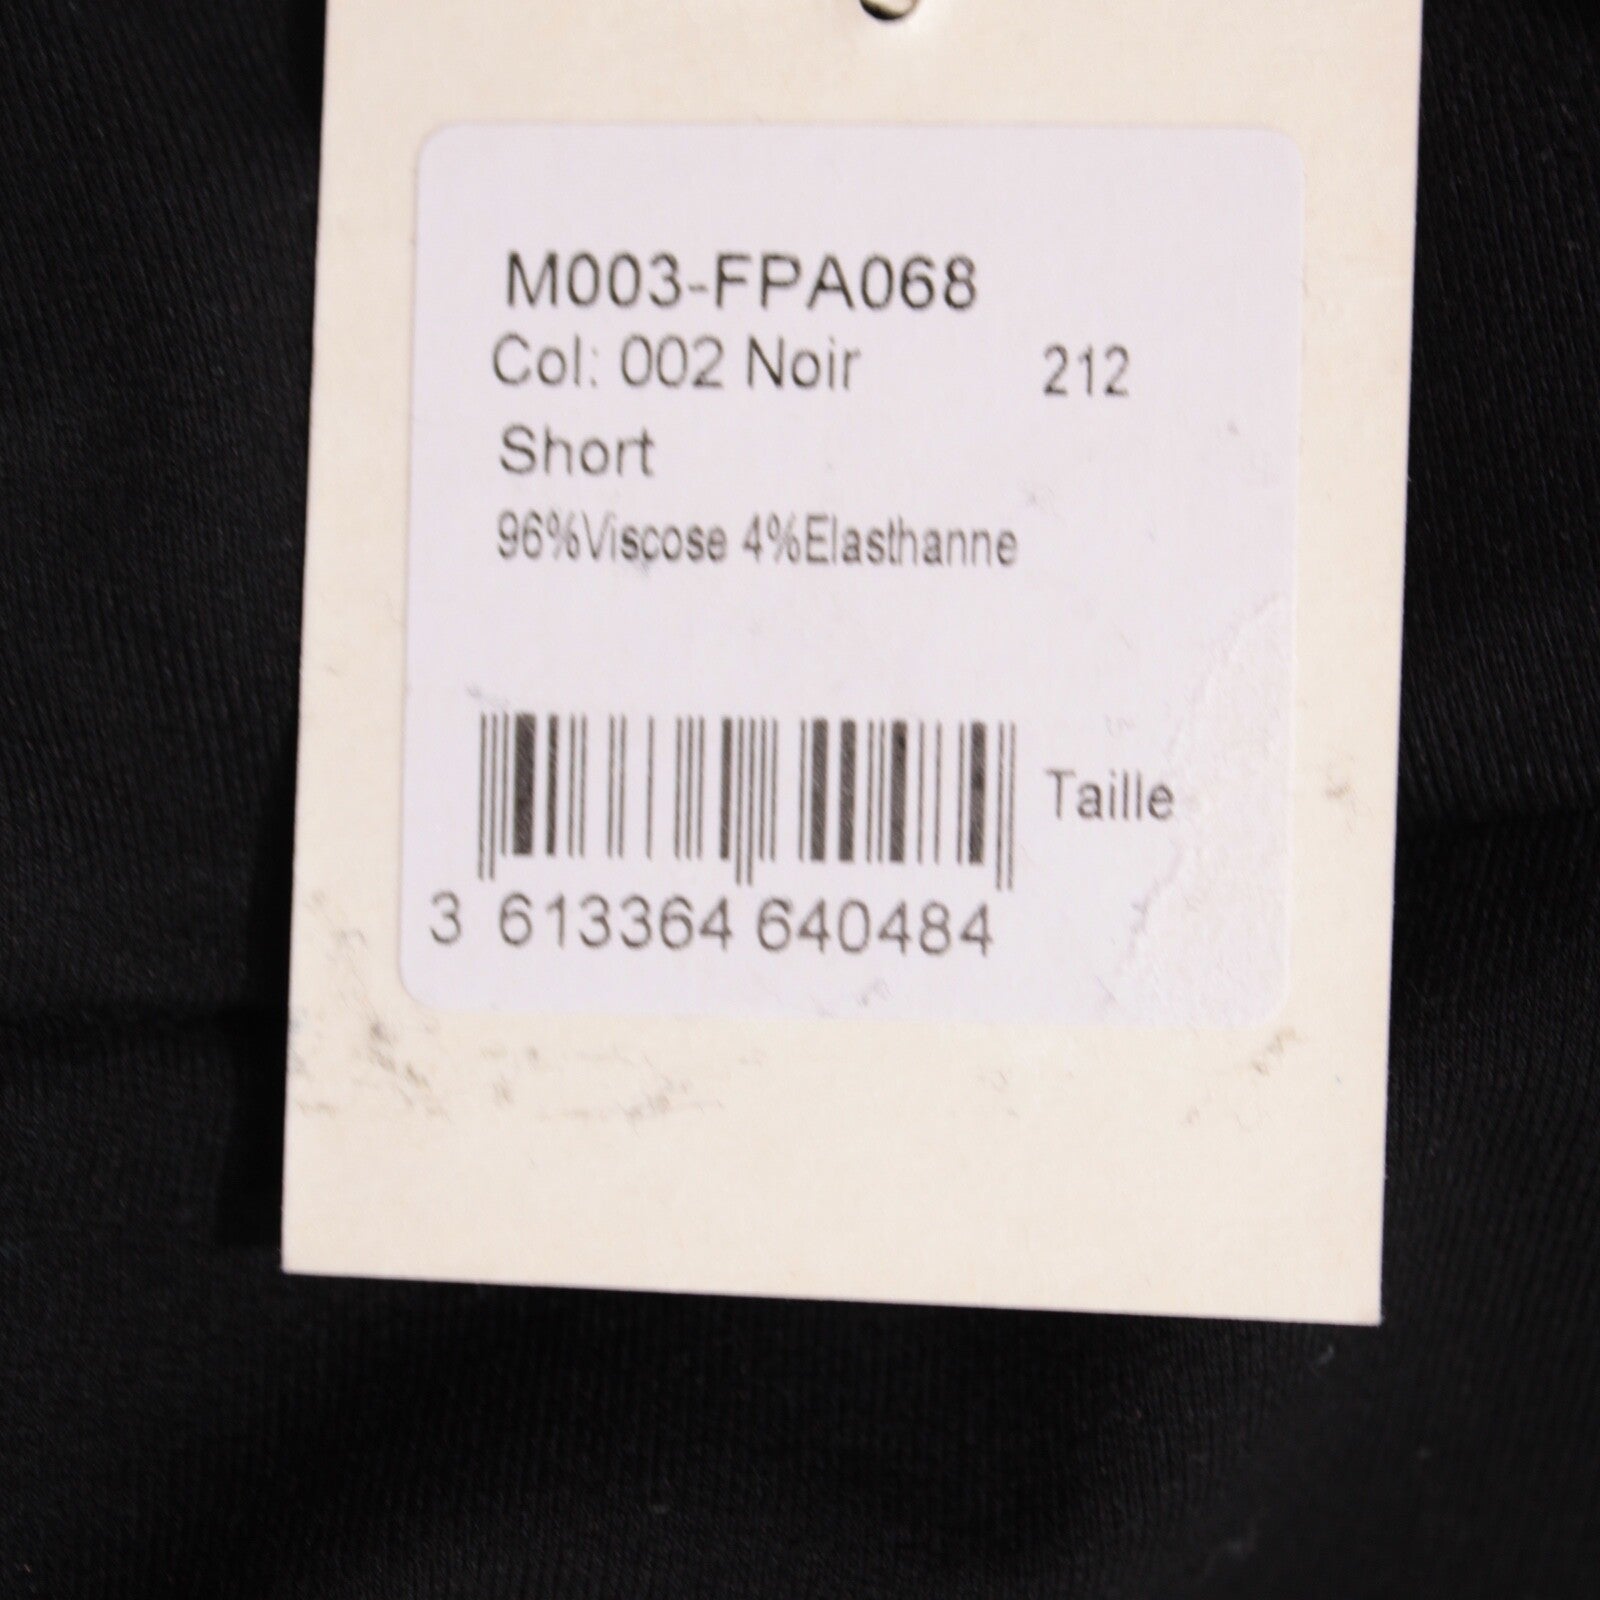 M003-FPA068
Col: 002 Noir 212
Short
96%Viscose 4%Elasthanne
Taille
3 613364 640484